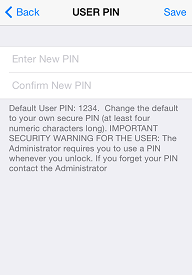 Back USER PIN Save
Enter New PIN
Confirm New PIN
Default User PIN: 1234.  Change the default
to your own secure PIN (at least four
numeric characters long). IMPORTANT
SECURITY WARNING FOR THE USER: The
Administrator requires you to use a PIN
whenever you unlock. If you forget your PIN
contact the Administrator